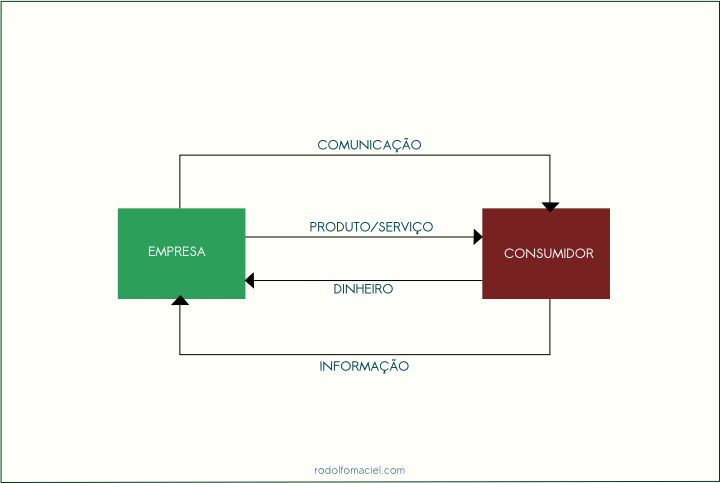 COMUNICAÇÃO
PRODUTO/SERVIÇO
EMPRESA
CONSUMIDOR
DINHEIRO
INFORMAÇÃO
rodolfomaciel.com